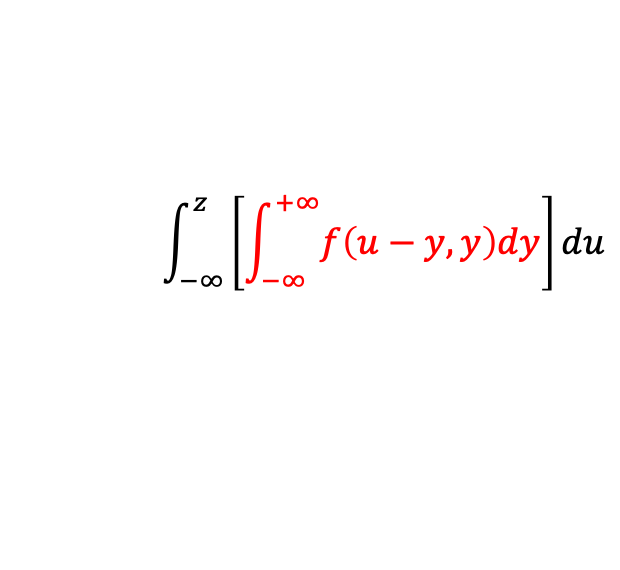 ∫_{−∞}^{z} [∫_{−∞}^{+∞} f(u − y, y)dy] du